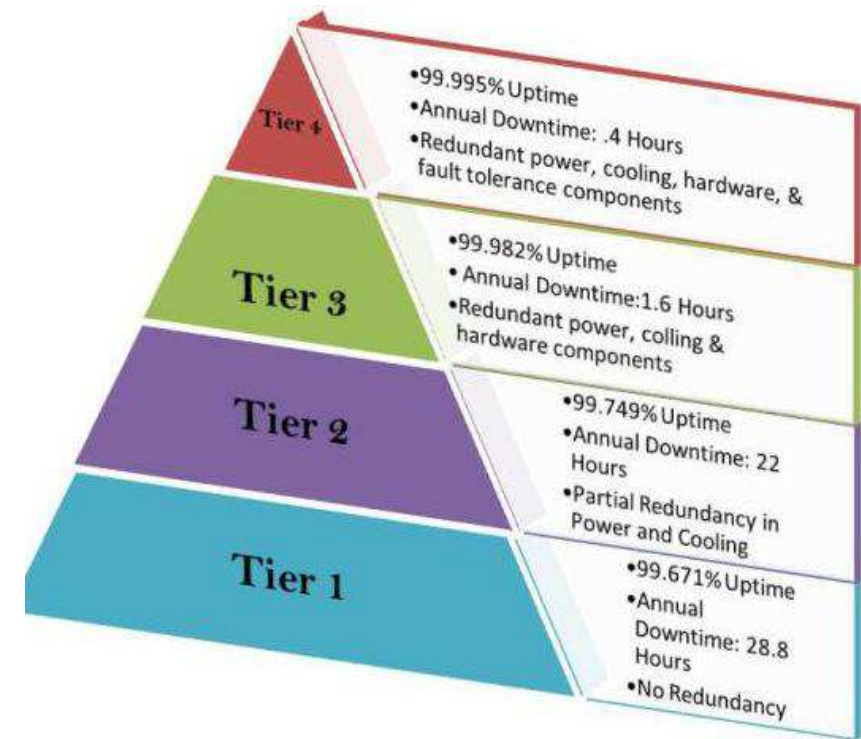 Tier 4
•99.995% Uptime
•Annual Downtime: .4 Hours
•Redundant power, cooling, hardware, &
fault tolerance components
Tier 3
•99.982% Uptime
• Annual Downtime:1.6 Hours
•Redundant power, colling &
hardware components
Tier 2
•99.749% Uptime
•Annual Downtime: 22
Hours
•Partial Redundancy in
Power and Cooling
Tier 1
•99.671% Uptime
•Annual
Downtime: 28.8
Hours
•No Redundancy